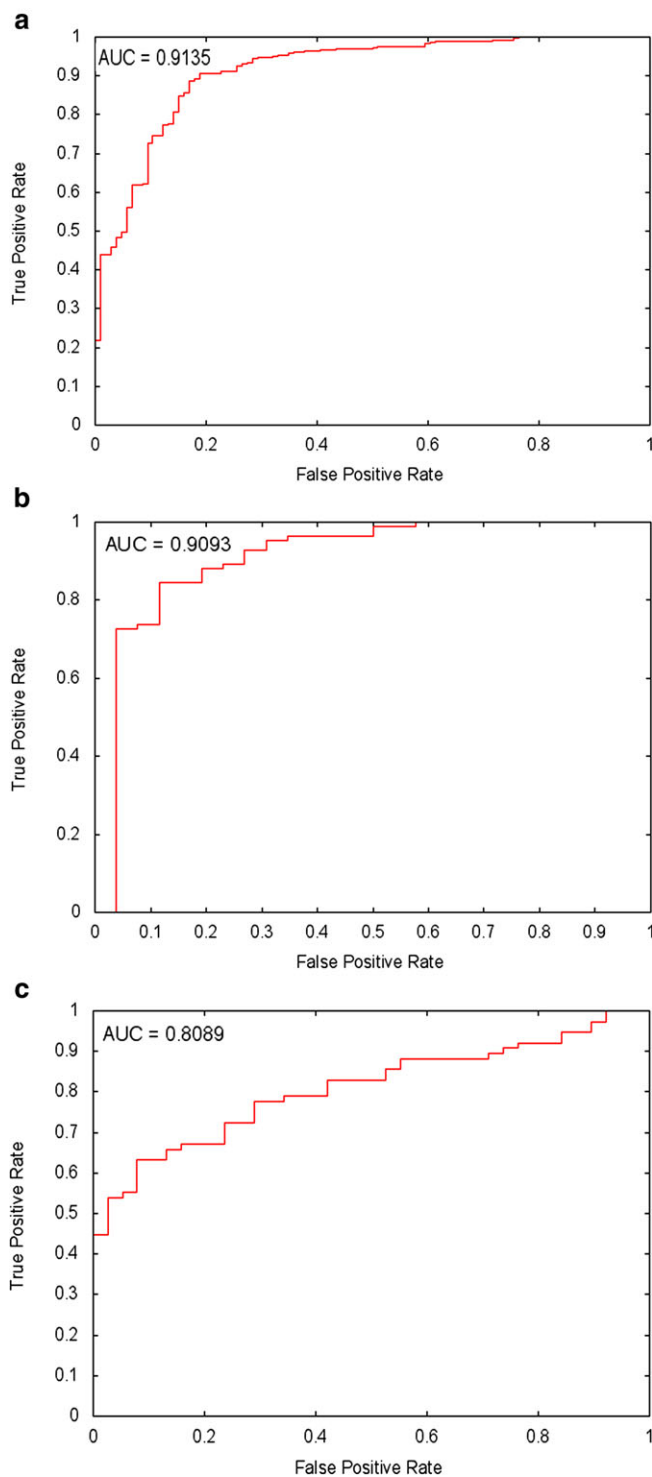 a
AUC = 0.9135
1
0.9
0.8
0.7
0.6
0.5
0.4
0.3
0.2
0.1
0
True Positive Rate
0 0.2 0.4 0.6 0.8 1
False Positive Rate
b
AUC = 0.9093
1
0.8
0.6
0.4
0.2
0
True Positive Rate
0 0.1 0.2 0.3 0.4 0.5 0.6 0.7 0.8 0.9 1
False Positive Rate
c
AUC = 0.8089
1
0.9
0.8
0.7
0.6
0.5
0.4
0.3
0.2
0.1
0
True Positive Rate
0 0.2 0.4 0.6 0.8 1
False Positive Rate